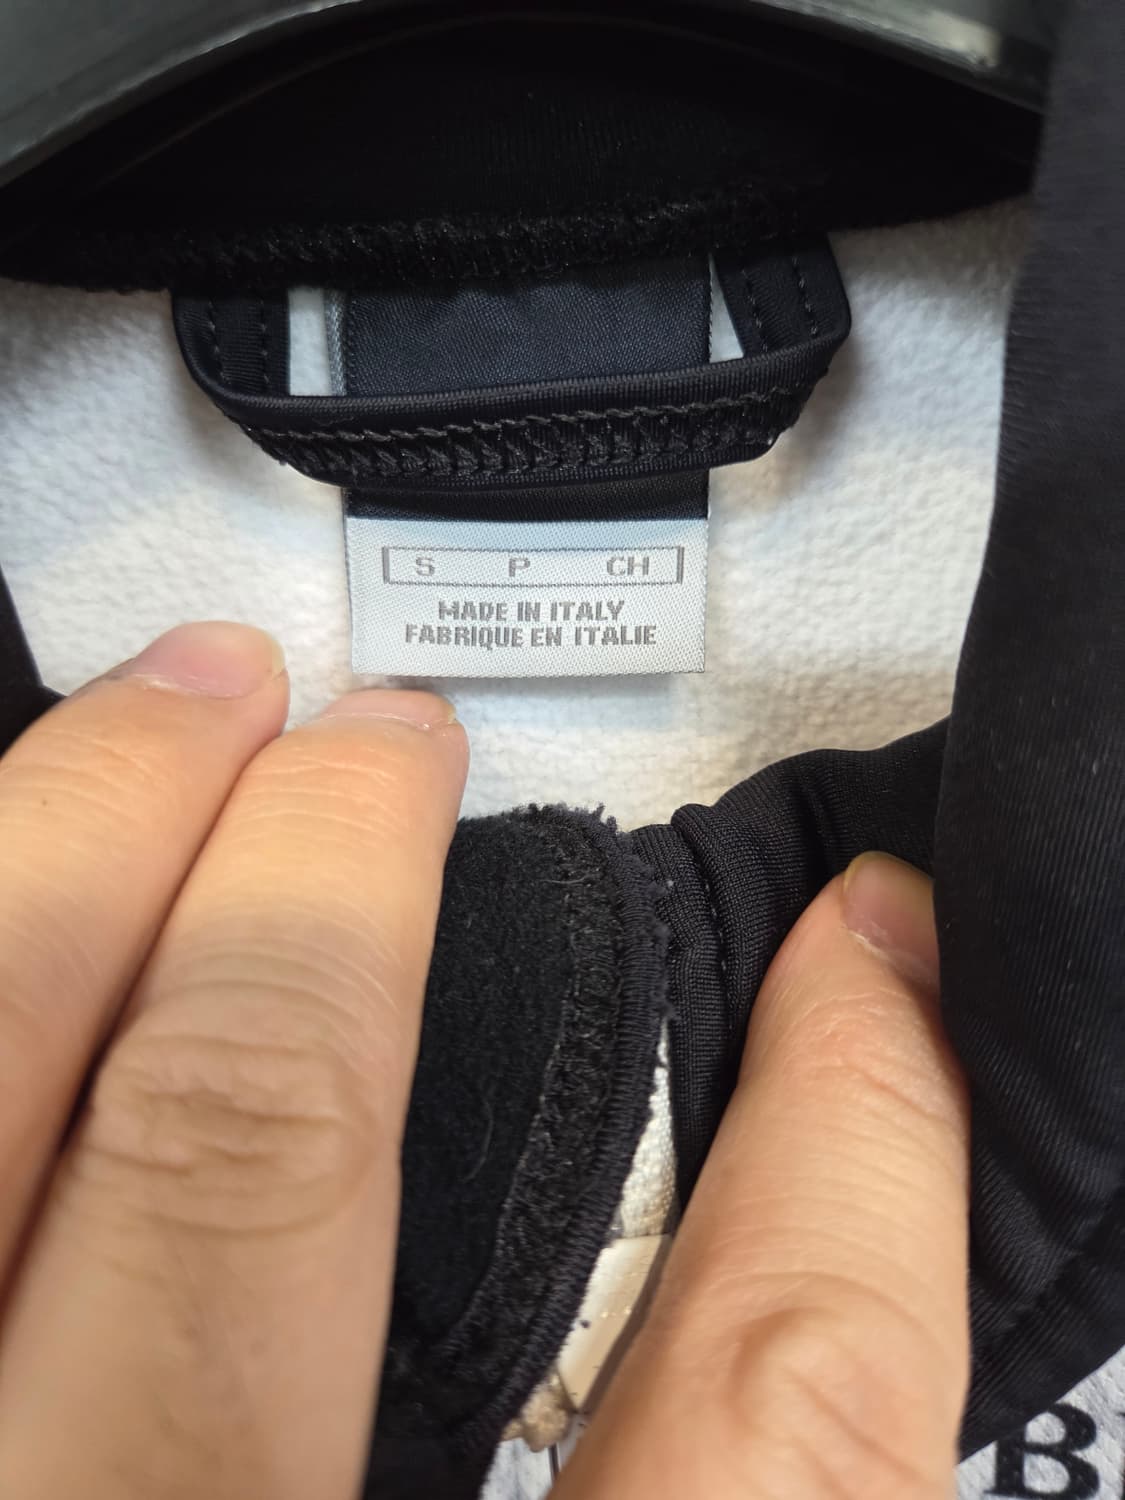 S P CH
MADE IN ITALY
FABRIQUE EN ITALIE
B